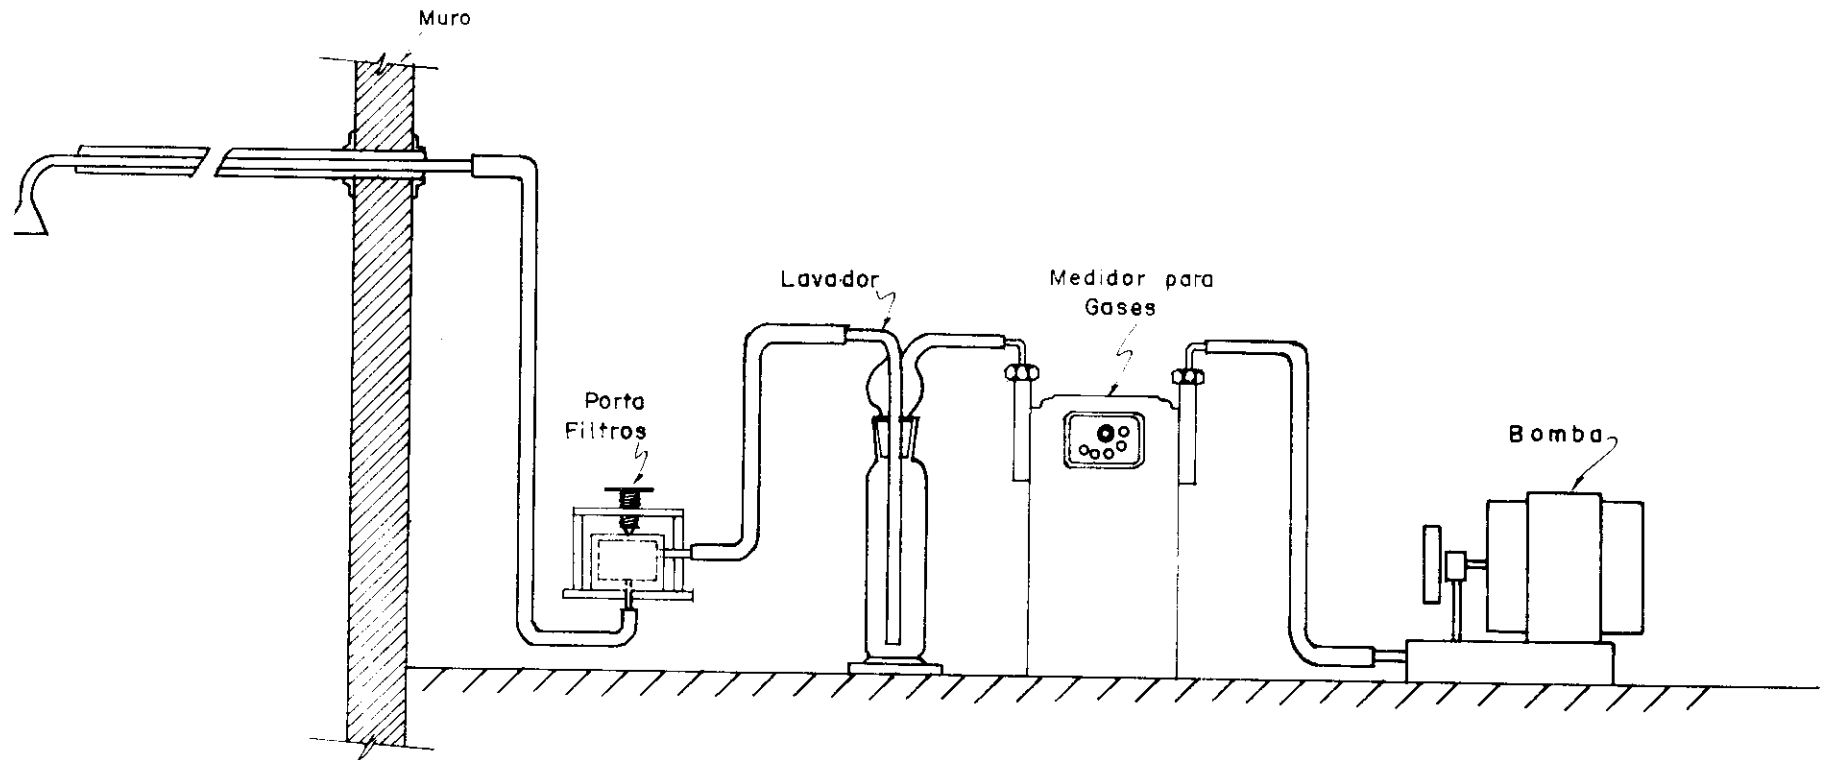 Muro
Lavador
Medidor para
Gases
Porta
Filtros
Bomba